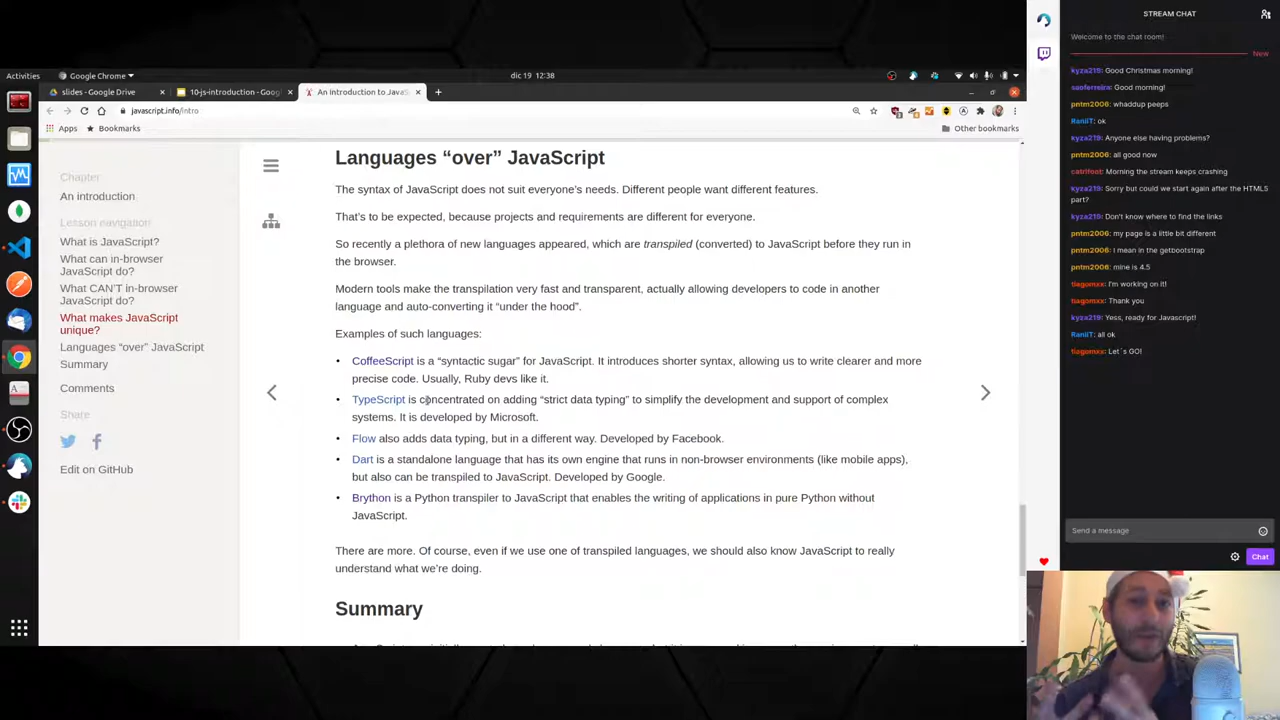 Activities
Google Chrome
dic 19 12:38
slides - Google Drive
10-js-introduction - Googl
An Introduction to JavaS
javascript.info/intro
Apps
Bookmarks
Other bookmarks
Chapter
An introduction
Lesson navigation
What is JavaScript?
What can in-browser
JavaScript do?
What CAN'T in-browser
JavaScript do?
What makes JavaScript
unique?
Languages “over” JavaScript
Summary
Comments
Share
Edit on GitHub
Languages “over” JavaScript
The syntax of JavaScript does not suit everyone’s needs. Different people want different features.
That’s to be expected, because projects and requirements are different for everyone.
So recently a plethora of new languages appeared, which are transpiled (converted) to JavaScript before they run in
the browser.
Modern tools make the transpilation very fast and transparent, actually allowing developers to code in another
language and auto-converting it “under the hood”.
Examples of such languages:
• CoffeeScript is a “syntactic sugar” for JavaScript. It introduces shorter syntax, allowing us to write clearer and more
precise code. Usually, Ruby devs like it.
• TypeScript is concentrated on adding “strict data typing” to simplify the development and support of complex
systems. It is developed by Microsoft.
• Flow also adds data typing, but in a different way. Developed by Facebook.
• Dart is a standalone language that has its own engine that runs in non-browser environments (like mobile apps),
but also can be transpiled to JavaScript. Developed by Google.
• Brython is a Python transpiler to JavaScript that enables the writing of applications in pure Python without
JavaScript.
There are more. Of course, even if we use one of transpiled languages, we should also know JavaScript to really
understand what we’re doing.
Summary
STREAM CHAT
Welcome to the chat room!
New
kyza219: Good Christmas morning!
saoferreira: Good morning!
pntm2006: whaddup peeps
RaniiT: ok
kyza219: Anyone else having problems?
pntm2006: all good now
catrifont: Morning the stream keeps crashing
kyza219: Sorry but could we start again after the HTML5
part?
kyza219: Don't know where to find the links
pntm2006: my page is a little bit different
pntm2006: I mean in the getbootstrap
pntm2006: mine is 4.5
tiagomxx: I'm working on it!
tiagomxx: Thank you
kyza219: Yess, ready for Javascript!
RaniiT: all ok
tiagomxx: Let´s GO!
Send a message
Chat